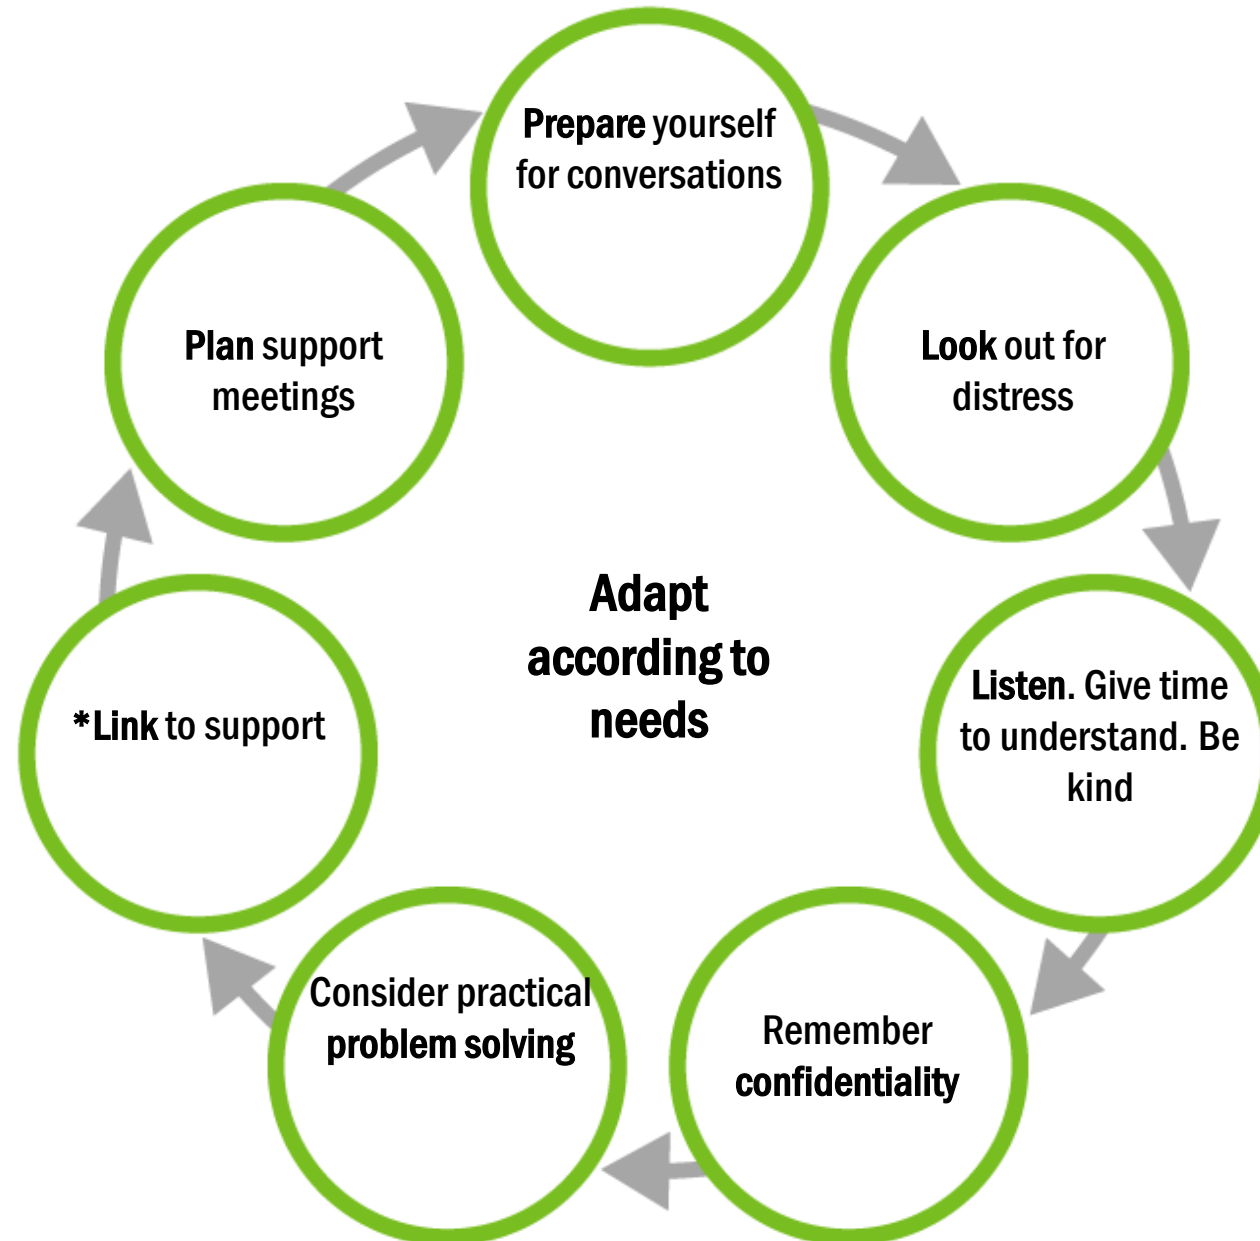 Prepare yourself
for conversations
Look out for
distress
Listen. Give time
to understand. Be
kind
Remember
confidentiality
Consider practical
problem solving
*Link to support
Plan support
meetings
Adapt
according to
needs